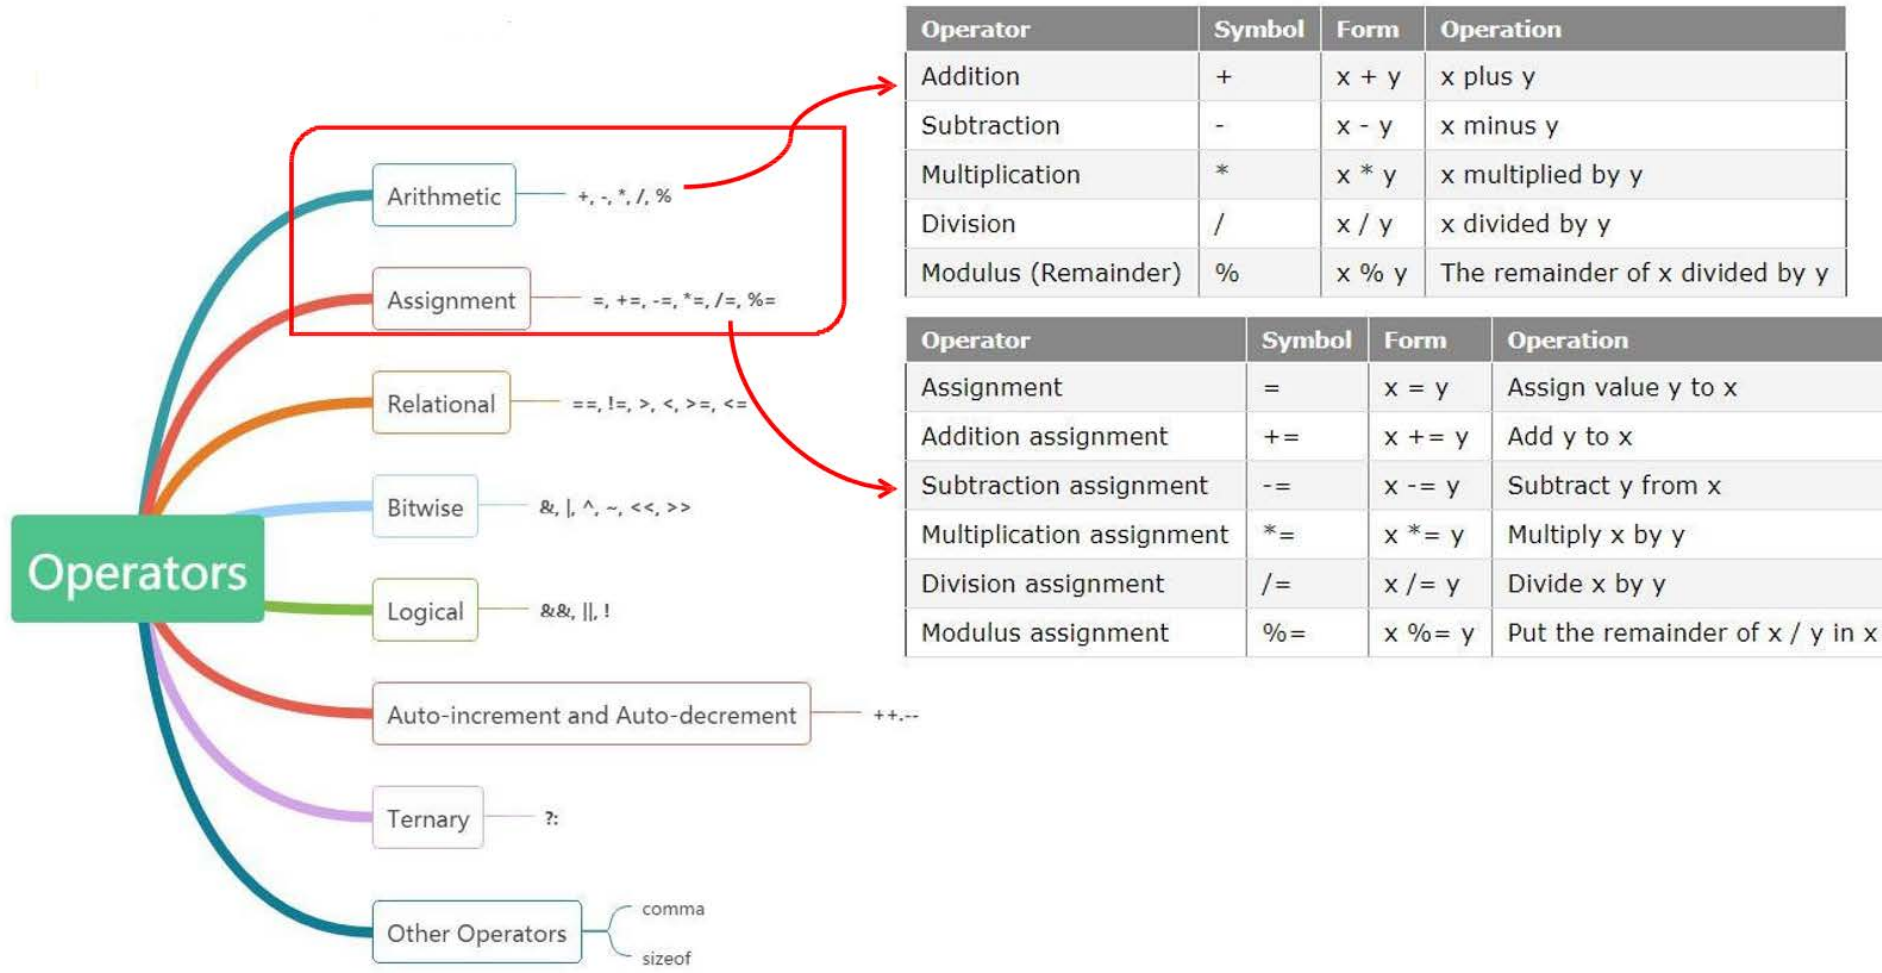 Operators
Arithmetic +, -, *, /, %
Assignment =, +=, -=, *=, /=, %=
Relational ==, !=, >, <, >=, <=
Bitwise &, |, ^, ~, <<, >>
Logical &&, ||, !
Auto-increment and Auto-decrement ++.--
Ternary ?:
Other Operators
comma
sizeof
Operator Symbol Form Operation
Addition + x + y x plus y
Subtraction - x - y x minus y
Multiplication * x * y x multiplied by y
Division / x / y x divided by y
Modulus (Remainder) % x % y The remainder of x divided by y
Operator Symbol Form Operation
Assignment = x = y Assign value y to x
Addition assignment += x += y Add y to x
Subtraction assignment -= x -= y Subtract y from x
Multiplication assignment *= x *= y Multiply x by y
Division assignment /= x /= y Divide x by y
Modulus assignment %= x %= y Put the remainder of x / y in x